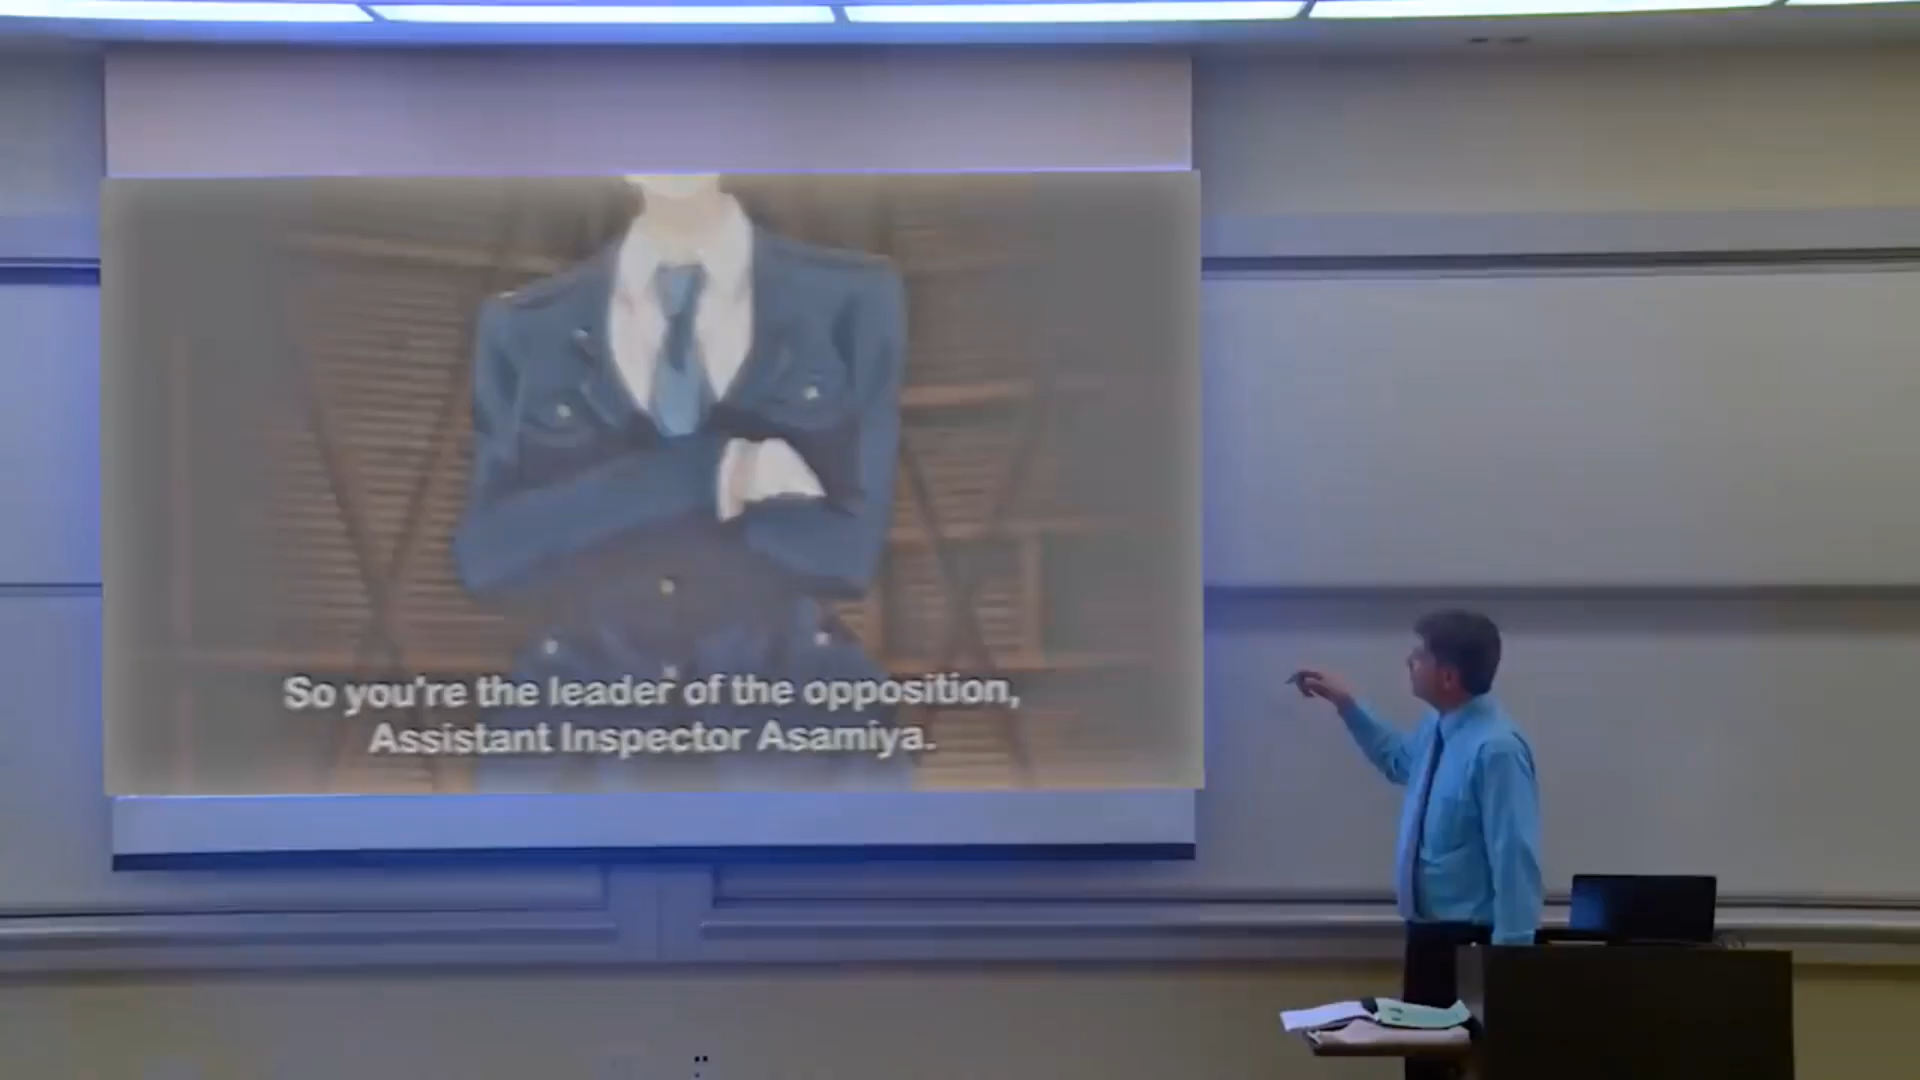 So you're the leader of the opposition,
Assistant Inspector Asamiya.